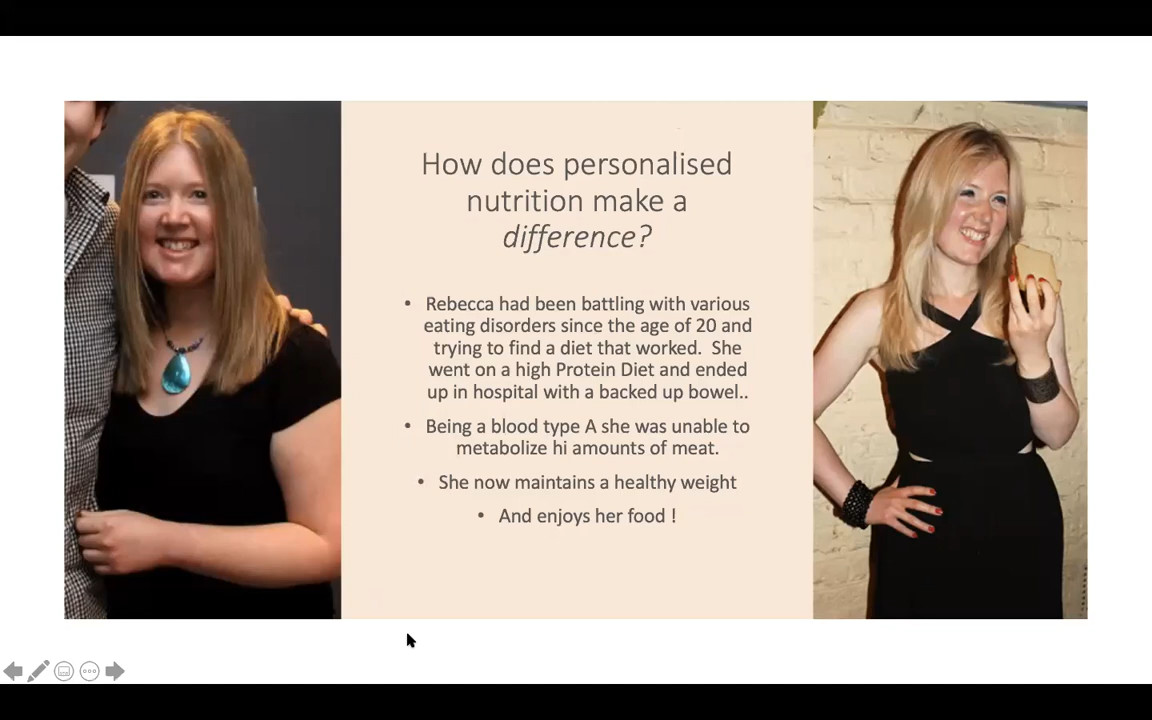 How does personalised
nutrition make a
difference?
• Rebecca had been battling with various
eating disorders since the age of 20 and
trying to find a diet that worked.  She
went on a high Protein Diet and ended
up in hospital with a backed up bowel..
• Being a blood type A she was unable to
metabolize hi amounts of meat.
• She now maintains a healthy weight
• And enjoys her food !